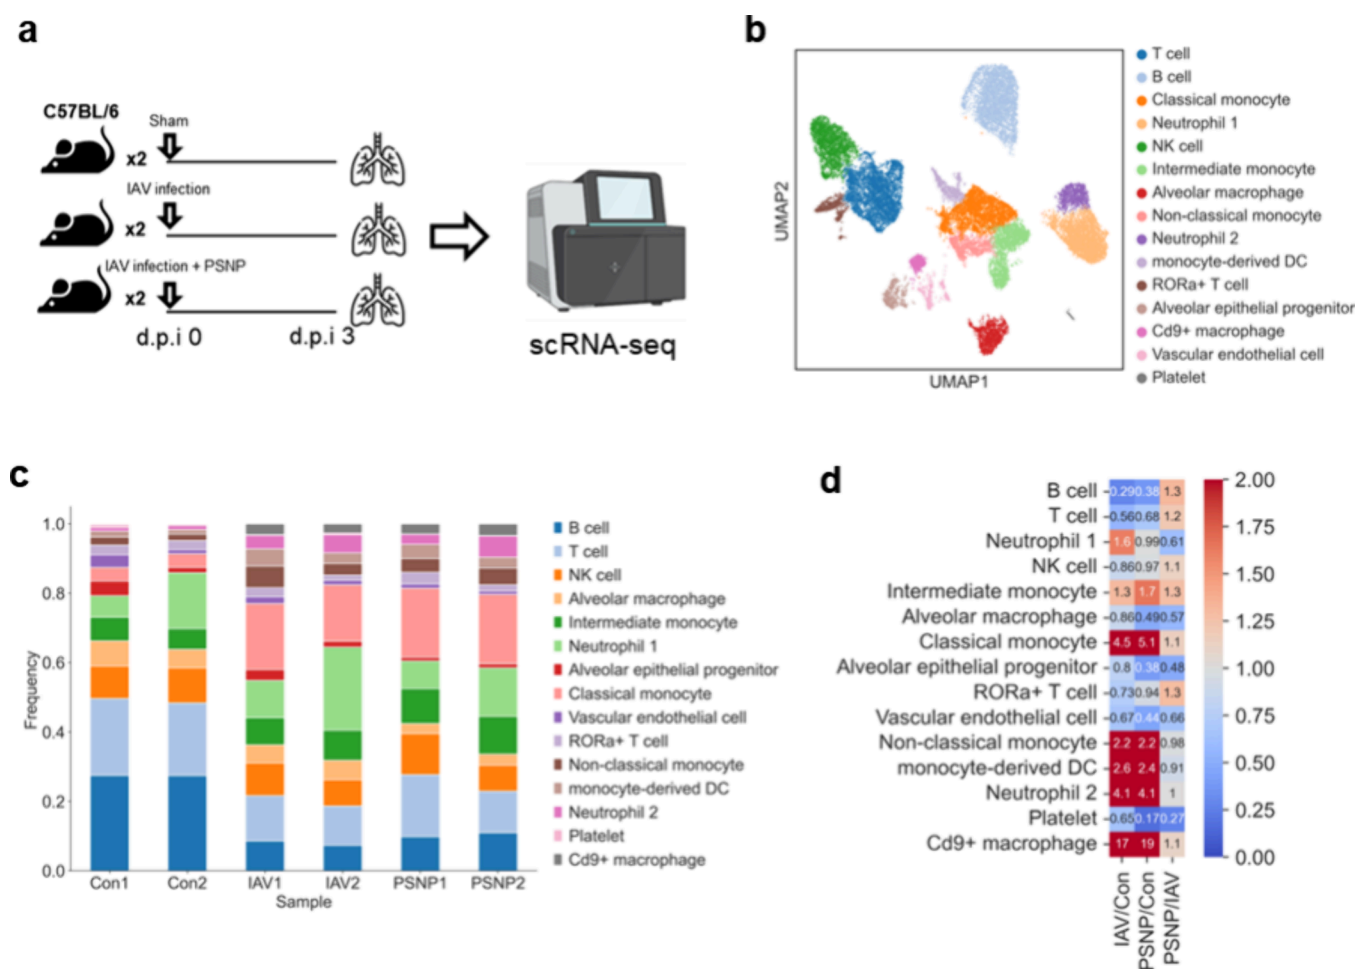 a
C57BL/6
Sham
x2
IAV infection
x2
IAV infection + PSNP
x2
d.p.i 0
d.p.i 3
scRNA-seq
b
UMAP2
UMAP1
T cell
B cell
Classical monocyte
Neutrophil 1
NK cell
Intermediate monocyte
Alveolar macrophage
Non-classical monocyte
Neutrophil 2
monocyte-derived DC
RORa+ T cell
Alveolar epithelial progenitor
Cd9+ macrophage
Vascular endothelial cell
Platelet
c
Frequency
1.0
0.8
0.6
0.4
0.2
0.0
Con1 Con2 IAV1 IAV2 PSNP1 PSNP2
Sample
B cell
T cell
NK cell
Alveolar macrophage
Intermediate monocyte
Neutrophil 1
Alveolar epithelial progenitor
Classical monocyte
Vascular endothelial cell
RORa+ T cell
Non-classical monocyte
monocyte-derived DC
Neutrophil 2
Platelet
Cd9+ macrophage
d
B cell 0.29 0.38 1.3
T cell 0.56 0.68 1.2
Neutrophil 1 1.6 0.99 0.61
NK cell 0.86 0.97 1.1
Intermediate monocyte 1.3 1.7 1.3
Alveolar macrophage 0.86 0.49 0.57
Classical monocyte 4.5 5.1 1.1
Alveolar epithelial progenitor 0.8 0.38 0.48
RORa+ T cell 0.73 0.94 1.3
Vascular endothelial cell 0.67 0.44 0.66
Non-classical monocyte 2.2 2.2 0.98
monocyte-derived DC 2.6 2.4 0.91
Neutrophil 2 4.1 4.1 1
Platelet 0.65 0.17 0.27
Cd9+ macrophage 17 19 1.1
IAV/Con
PSNP/Con
PSNP/IAV
2.00
1.75
1.50
1.25
1.00
0.75
0.50
0.25
0.00